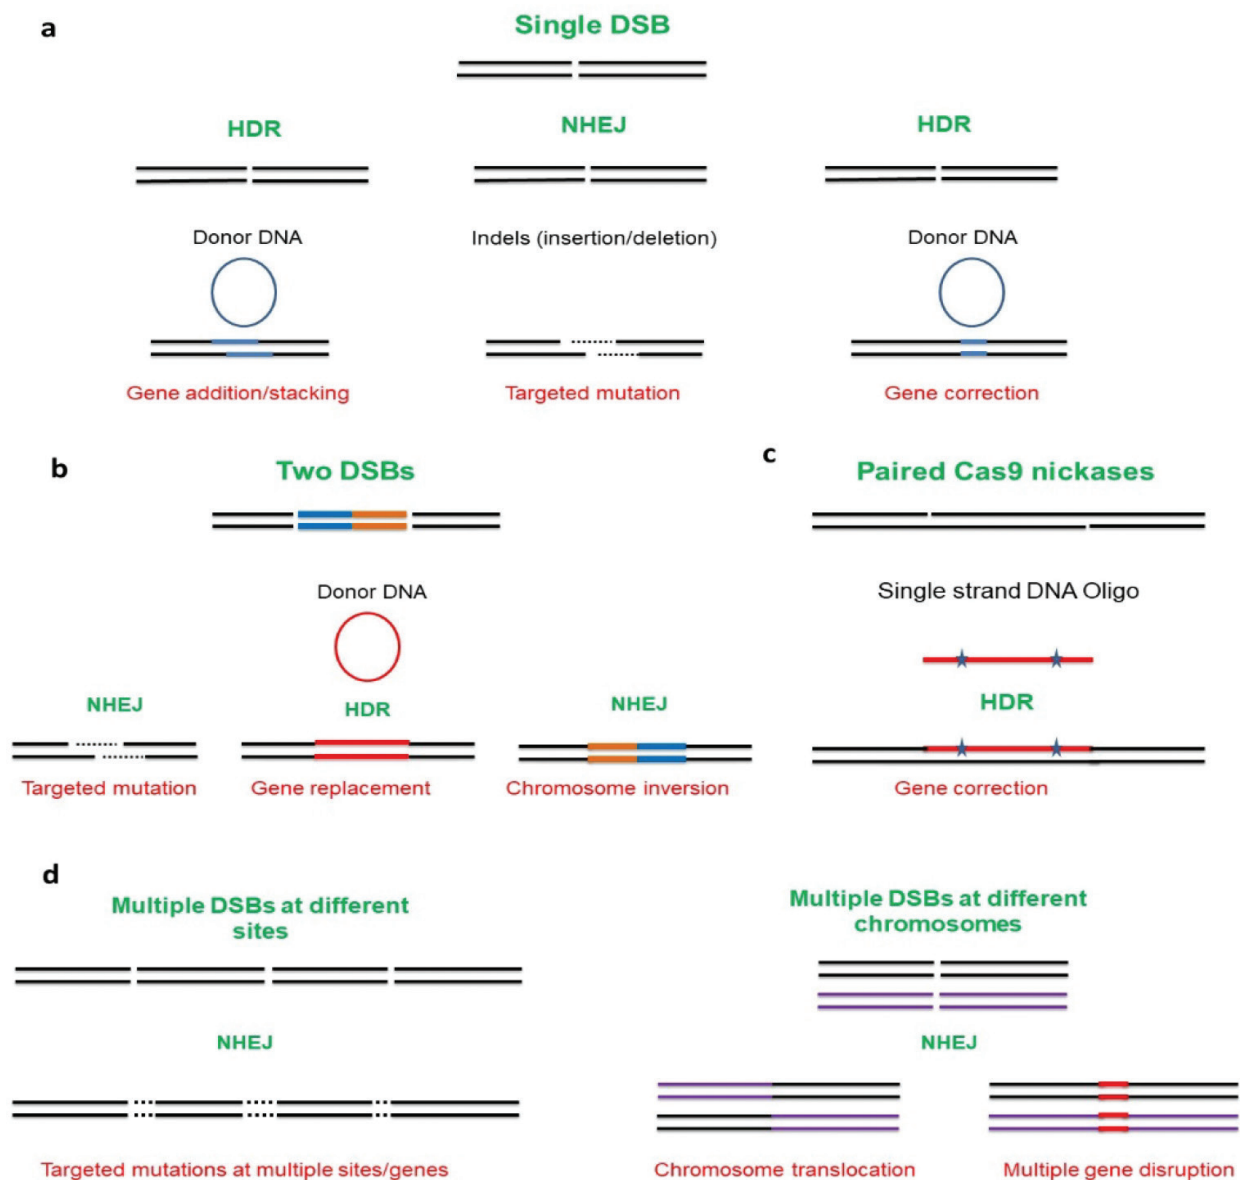 a
Single DSB
HDR
NHEJ
HDR
Donor DNA
Indels (insertion/deletion)
Donor DNA
Gene addition/stacking
Targeted mutation
Gene correction
b
Two DSBs
Donor DNA
NHEJ
HDR
NHEJ
Targeted mutation
Gene replacement
Chromosome inversion
c
Paired Cas9 nickases
Single strand DNA Oligo
HDR
Gene correction
d
Multiple DSBs at different
sites
NHEJ
Targeted mutations at multiple sites/genes
Multiple DSBs at different
chromosomes
NHEJ
Chromosome translocation
Multiple gene disruption